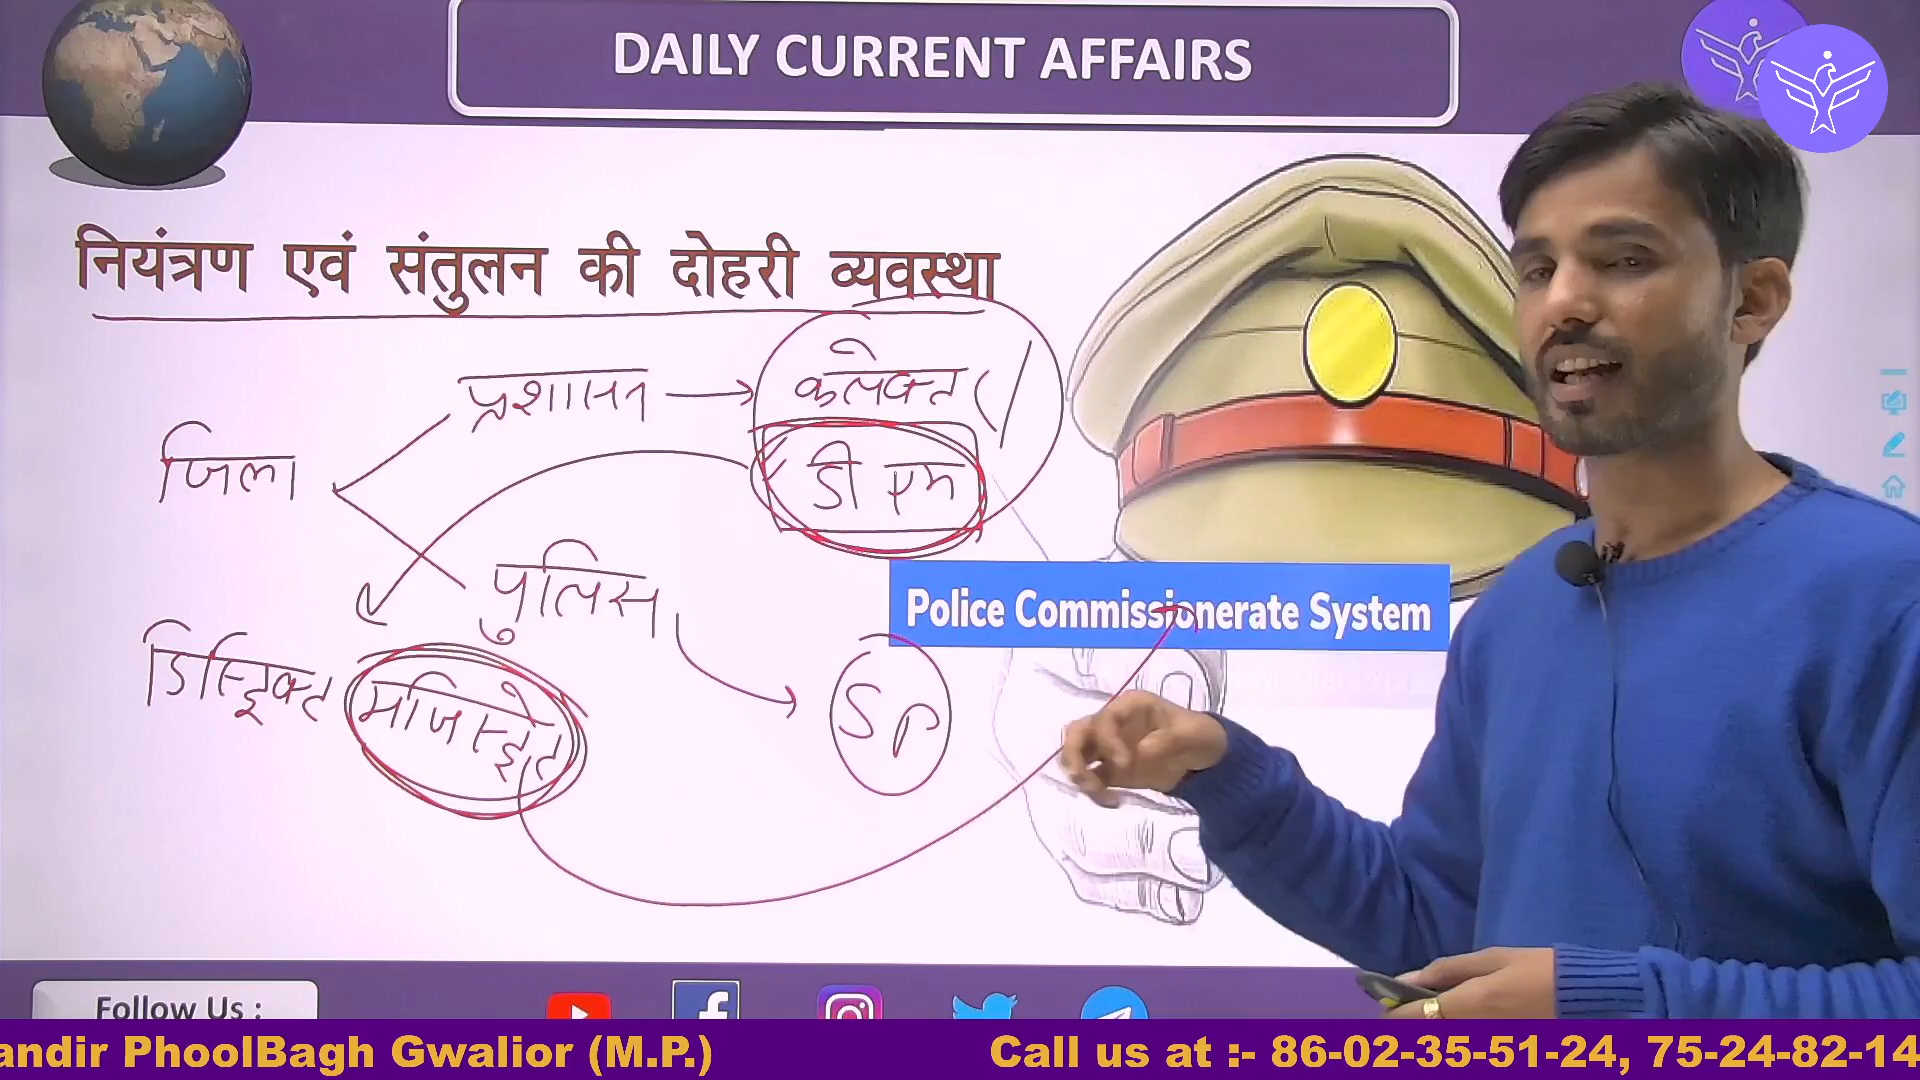 DAILY CURRENT AFFAIRS
नियंत्रण एवं संतुलन की दोहरी व्यवस्था
प्रशासन → कलेक्टर /
जिला
डी एम
पुलिस
Police Commissionerate System
डिस्ट्रिक्ट मजिस्ट्रेट
SP
Follow Us :
andir PhoolBagh Gwalior (M.P.) Call us at :- 86-02-35-51-24, 75-24-82-14